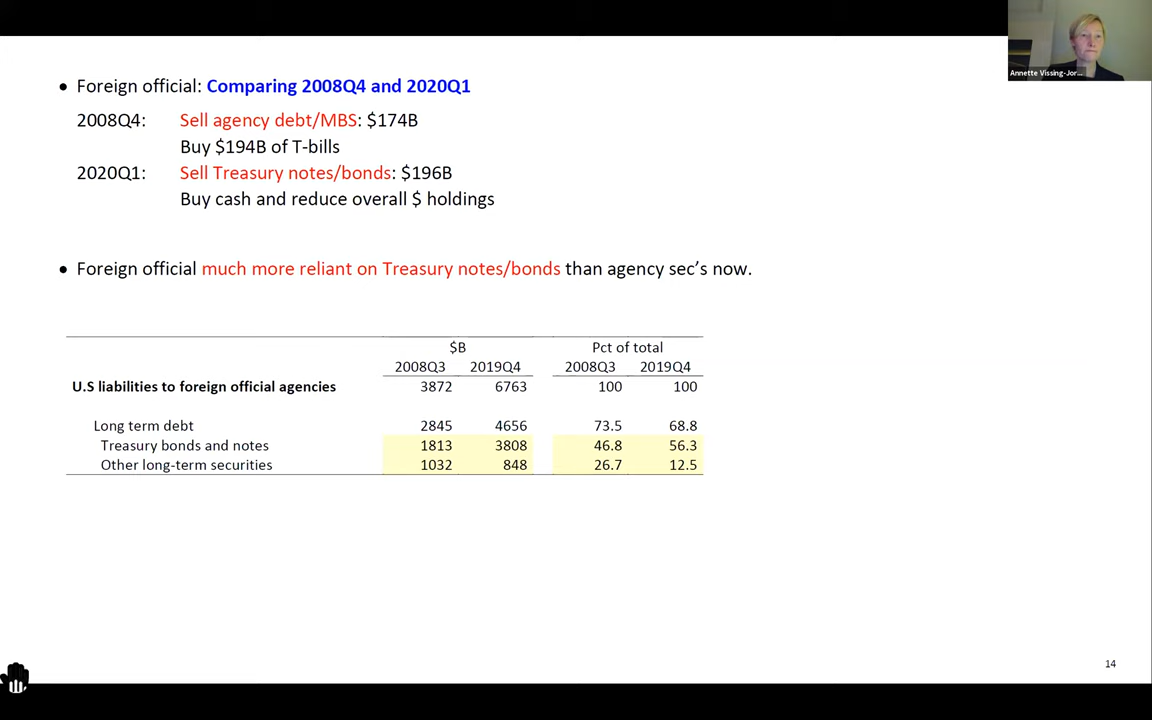 Annette Vissing-Jor...
• Foreign official: Comparing 2008Q4 and 2020Q1
2008Q4: Sell agency debt/MBS: $174B
Buy $194B of T-bills
2020Q1: Sell Treasury notes/bonds: $196B
Buy cash and reduce overall $ holdings
• Foreign official much more reliant on Treasury notes/bonds than agency sec's now.
$B Pct of total
2008Q3 2019Q4 2008Q3 2019Q4
U.S liabilities to foreign official agencies 3872 6763 100 100
Long term debt 2845 4656 73.5 68.8
Treasury bonds and notes 1813 3808 46.8 56.3
Other long-term securities 1032 848 26.7 12.5
14